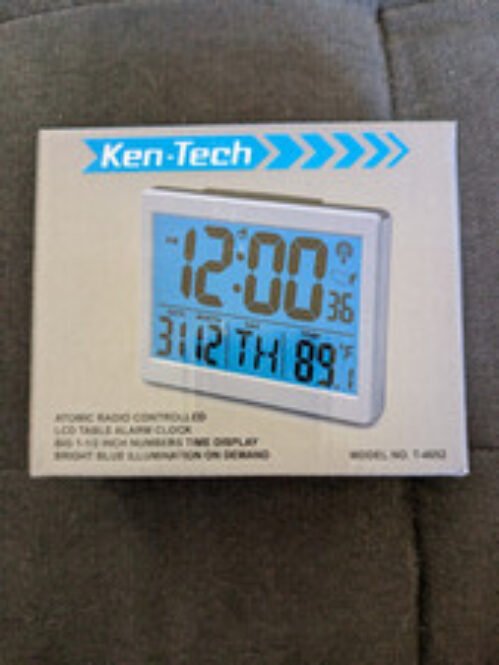 Ken-Tech
PM 12:00 36
31 12 TH 89.1 °F
ATOMIC RADIO CONTROLLED
LCD TABLE ALARM CLOCK
BIG 1-1/2 INCH NUMBERS TIME DISPLAY
BRIGHT BLUE ILLUMINATION ON DEMAND
MODEL NO.